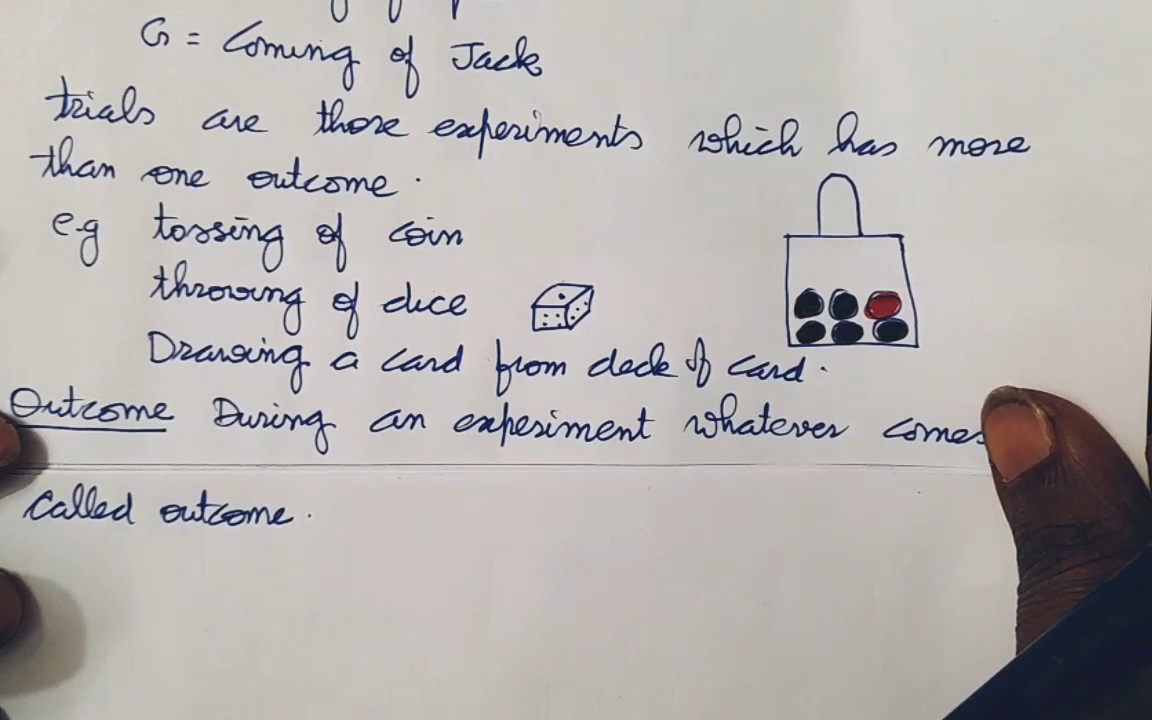 G = Coming of Jack
trials are those experiments which has more
than one outcome.
e.g tossing of coin
throwing of dice
Drawing a card from deck of card.
Outcome During an experiment whatever comes
called outcome.